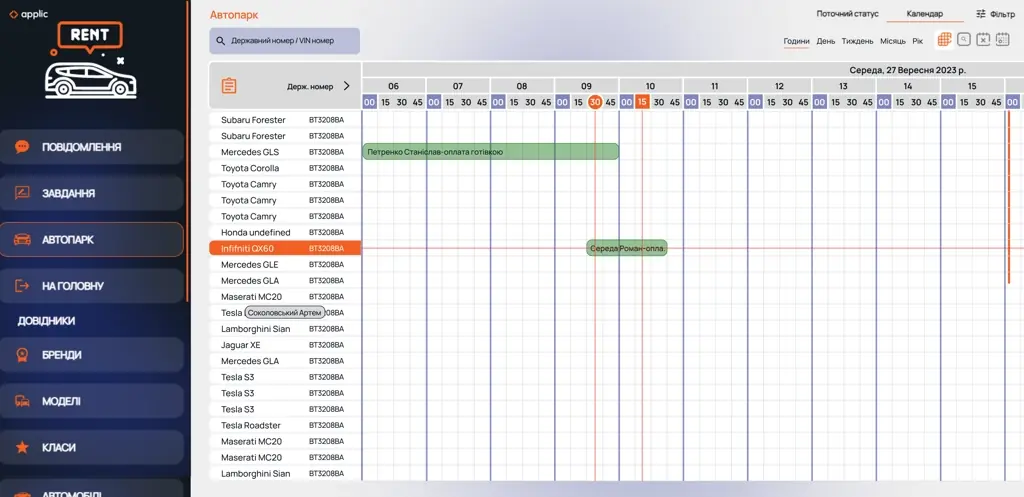 applic
RENT
ПОВІДОМЛЕННЯ
ЗАВДАННЯ
АВТОПАРК
НА ГОЛОВНУ
ДОВІДНИКИ
БРЕНДИ
МОДЕЛІ
КЛАСИ
АВТОМОБІЛІ
Автопарк
Поточний статус Календар Фільтр
Державний номер / VIN номер
Години День Тиждень Місяць Рік
Держ. номер
Середа, 27 Вересня 2023 р.
06 07 08 09 10 11 12 13 14 15
00 15 30 45 00 15 30 45 00 15 30 45 00 15 30 45 00 15 30 45 00 15 30 45 00 15 30 45 00 15 30 45 00 15 30 45 00 15 30 45 00
Subaru Forester BT3208BA
Subaru Forester BT3208BA
Mercedes GLS BT3208BA Петренко Станіслав-оплата готівкою
Toyota Corolla BT3208BA
Toyota Camry BT3208BA
Toyota Camry BT3208BA
Toyota Camry BT3208BA
Honda undefined BT3208BA
Infifniti QX60 BT3208BA Середа Роман-опла.
Mercedes GLE BT3208BA
Mercedes GLA BT3208BA
Maserati MC20 BT3208BA
Tesla Соколовський Артем 208BA
Lamborghini Sian BT3208BA
Jaguar XE BT3208BA
Mercedes GLA BT3208BA
Tesla S3 BT3208BA
Tesla S3 BT3208BA
Tesla S3 BT3208BA
Tesla Roadster BT3208BA
Maserati MC20 BT3208BA
Maserati MC20 BT3208BA
Lamborghini Sian BT3208BA